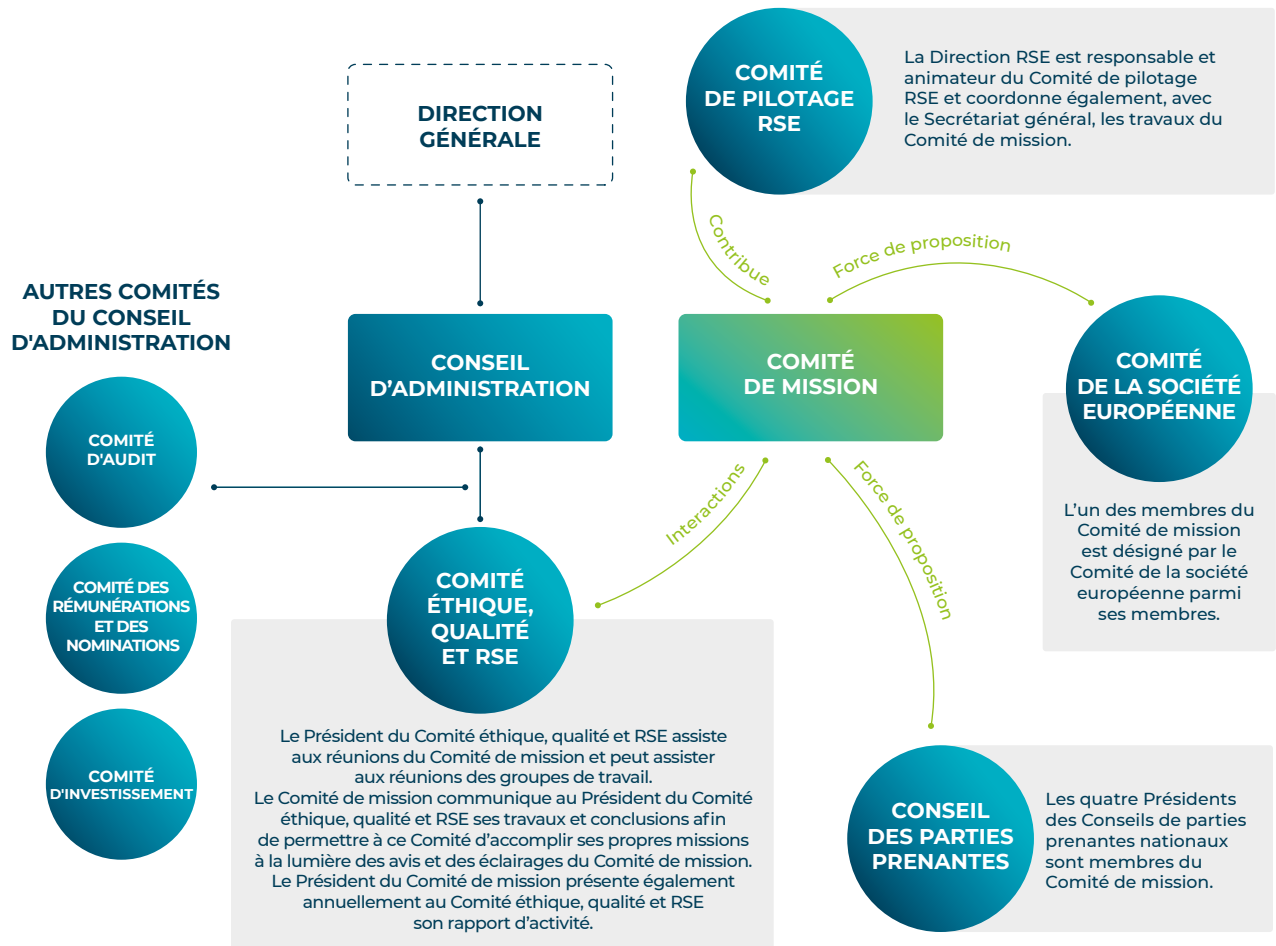 DIRECTION
GÉNÉRALE
COMITÉ
DE PILOTAGE
RSE
La Direction RSE est responsable et
animateur du Comité de pilotage
RSE et coordonne également, avec
le Secrétariat général, les travaux du
Comité de mission.
Contribue
Force de proposition
AUTRES COMITÉS
DU CONSEIL
D'ADMINISTRATION
CONSEIL
D’ADMINISTRATION
COMITÉ
DE MISSION
COMITÉ
DE LA SOCIÉTÉ
EUROPÉENNE
L’un des membres du
Comité de mission
est désigné par le
Comité de la société
européenne parmi
ses membres.
COMITÉ
D'AUDIT
COMITÉ DES
RÉMUNÉRATIONS
ET DES
NOMINATIONS
COMITÉ
D'INVESTISSEMENT
Interactions
Force de proposition
COMITÉ
ÉTHIQUE,
QUALITÉ
ET RSE
Le Président du Comité éthique, qualité et RSE assiste
aux réunions du Comité de mission et peut assister
aux réunions des groupes de travail.
Le Comité de mission communique au Président du Comité
éthique, qualité et RSE ses travaux et conclusions afin
de permettre à ce Comité d’accomplir ses propres missions
à la lumière des avis et des éclairages du Comité de mission.
Le Président du Comité de mission présente également
annuellement au Comité éthique, qualité et RSE
son rapport d’activité.
CONSEIL
DES PARTIES
PRENANTES
Les quatre Présidents
des Conseils de parties
prenantes nationaux
sont membres du
Comité de mission.